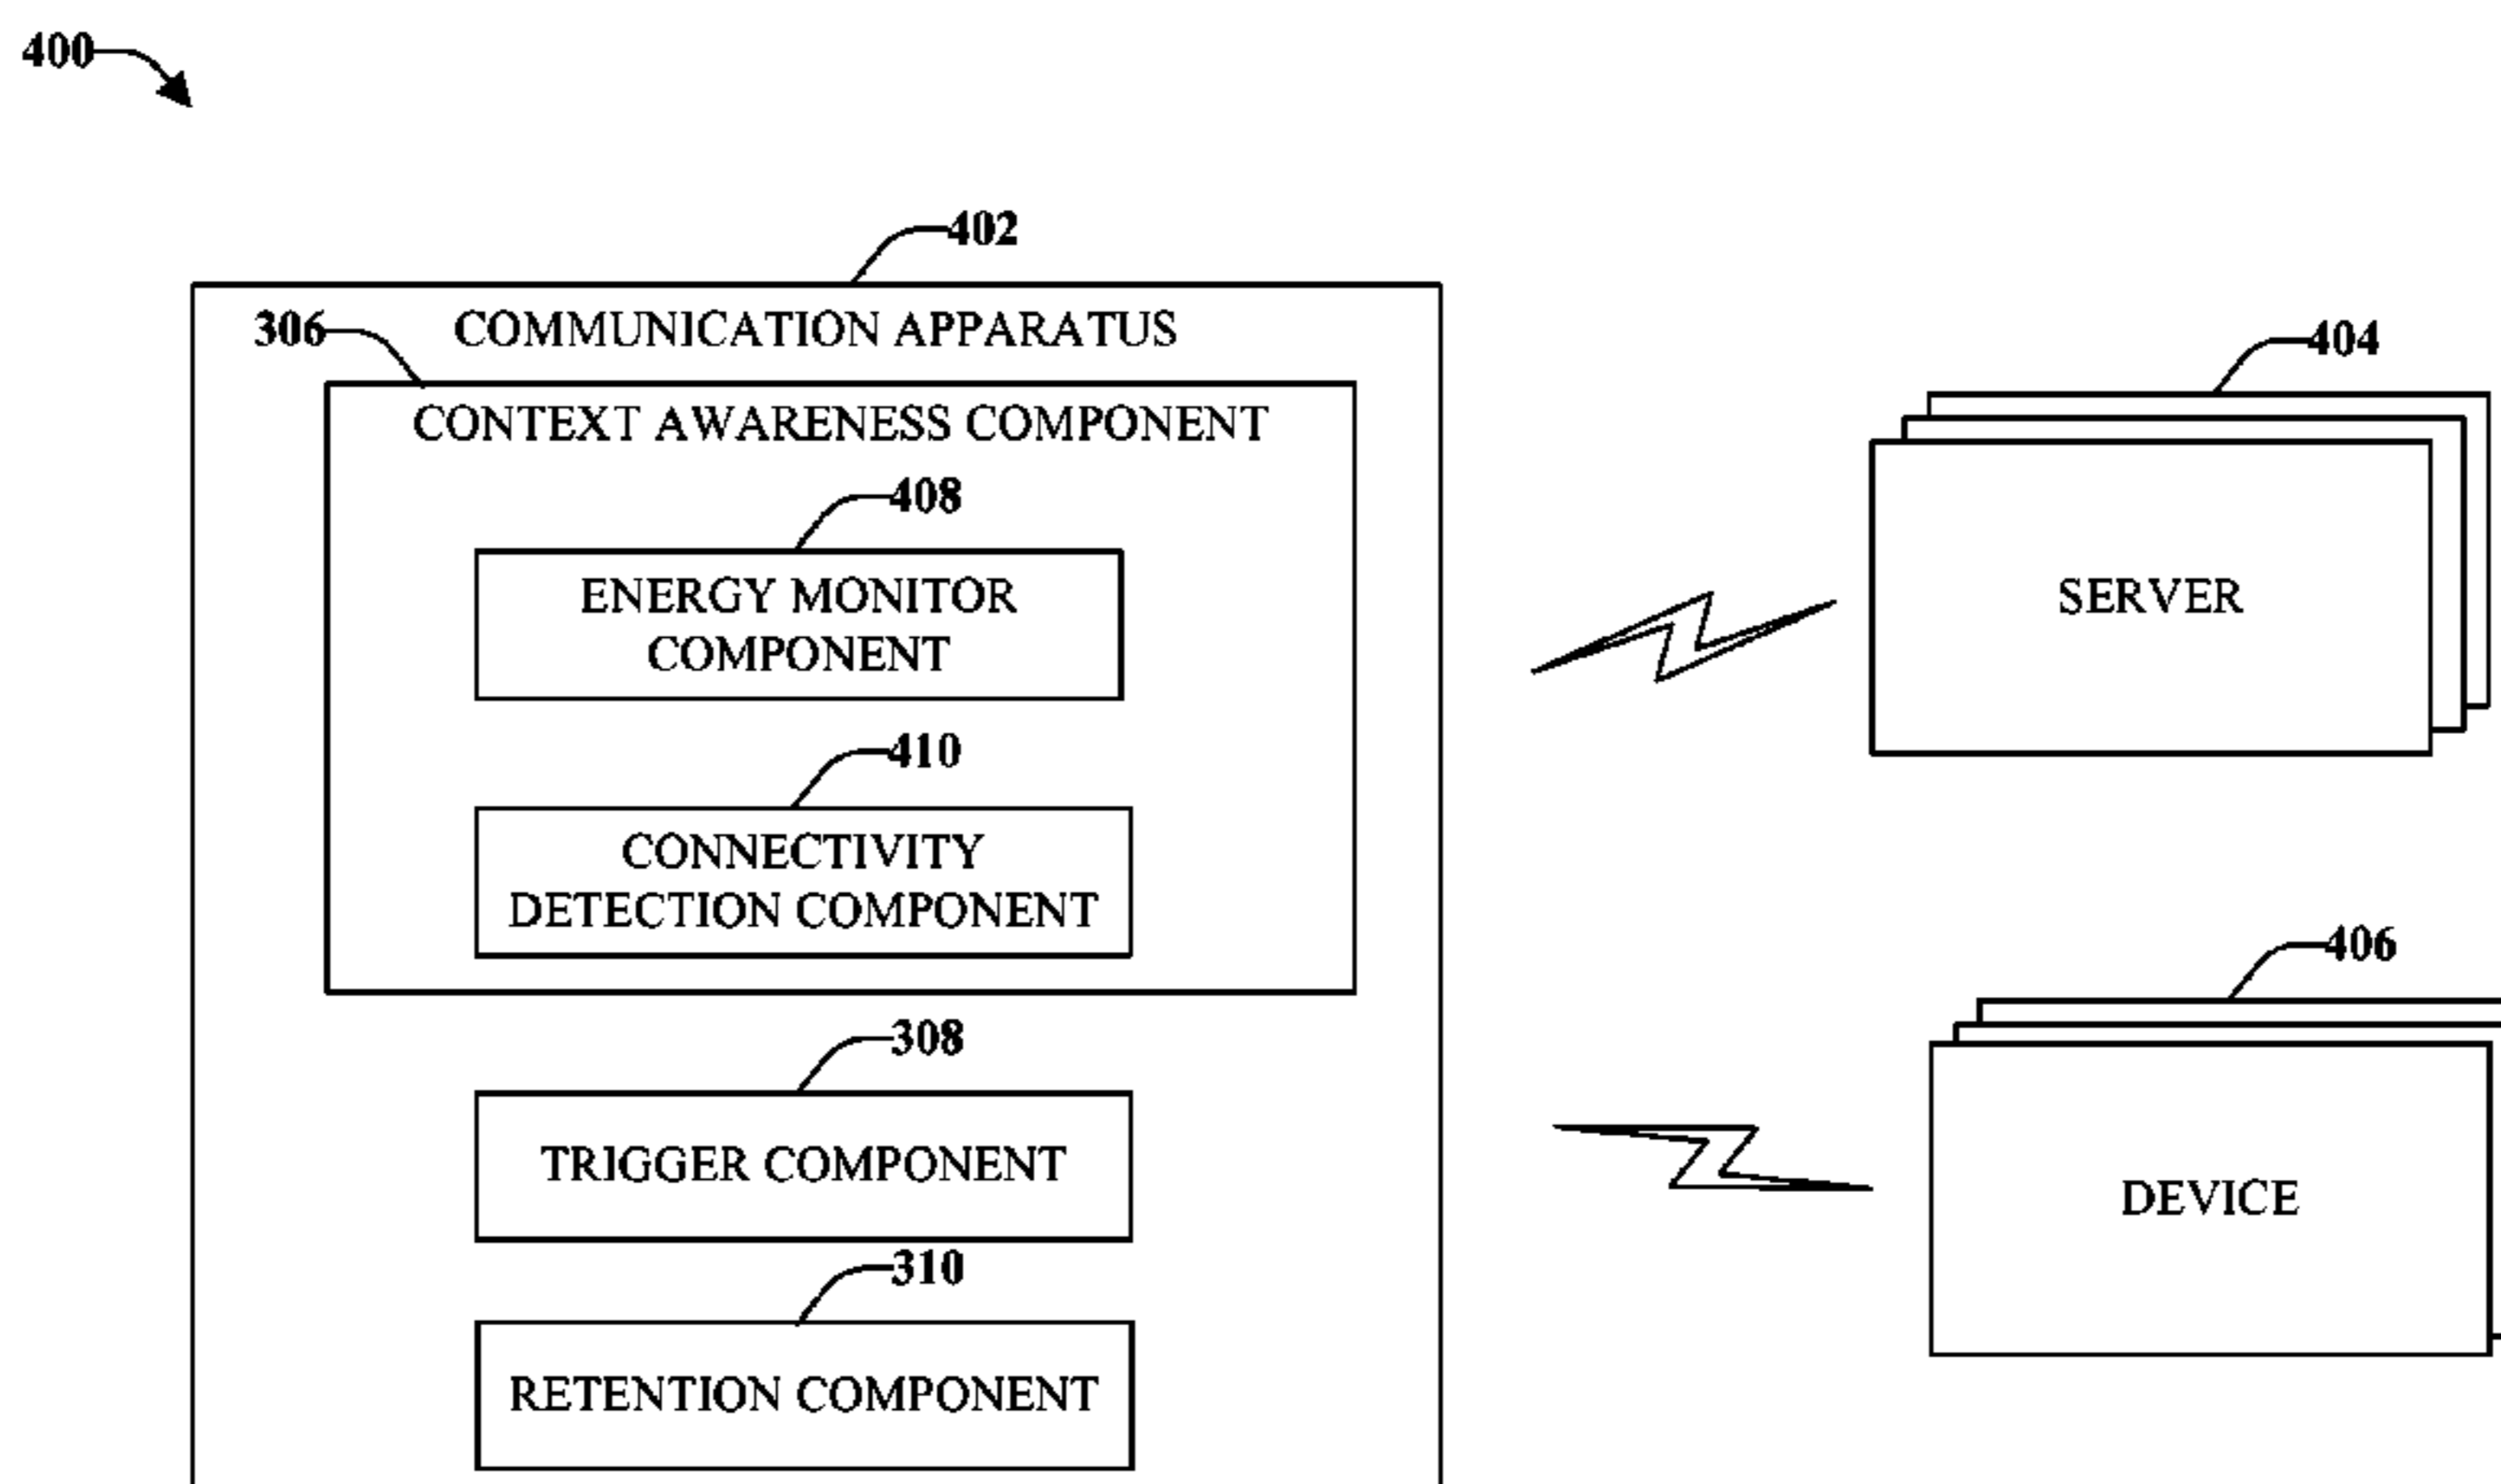 400
402
306
COMMUNICATION APPARATUS
404
CONTEXT AWARENESS COMPONENT
408
ENERGY MONITOR
COMPONENT
SERVER
410
CONNECTIVITY
DETECTION COMPONENT
406
308
TRIGGER COMPONENT
DEVICE
310
RETENTION COMPONENT